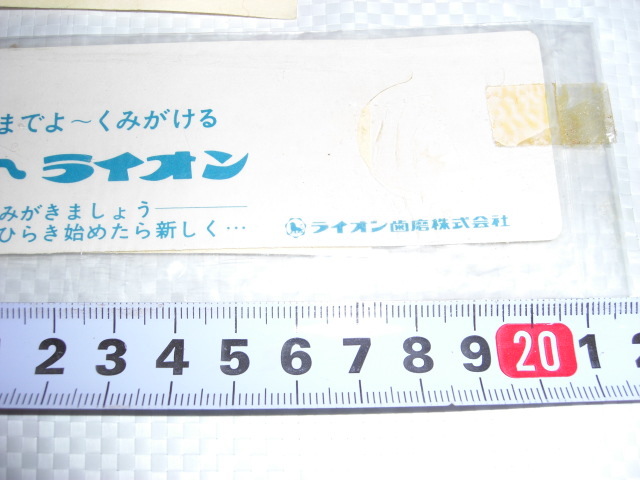 までよ～くみがける
ライオン
みがきましょう―――
ひらき始めたら新しく…
ライオン歯磨株式会社
2 3 4 5 6 7 8 9 20 1